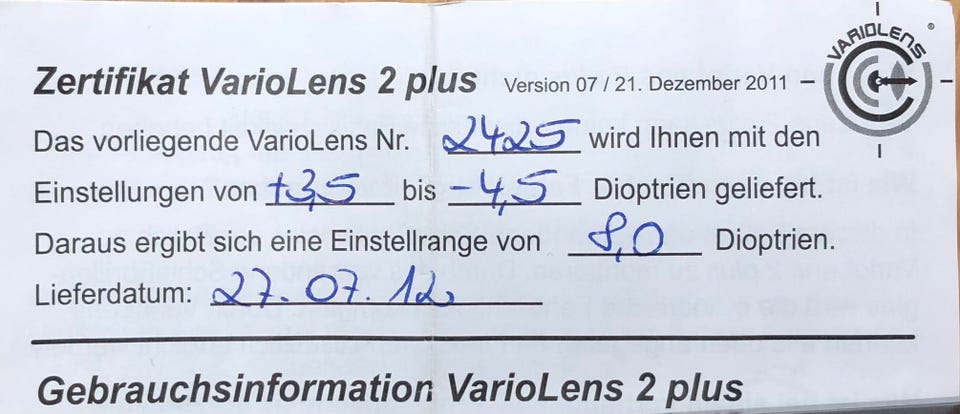 VARIOLENS®
Zertifikat VarioLens 2 plus Version 07 / 21. Dezember 2011
Das vorliegende VarioLens Nr. 2425 wird Ihnen mit den
Einstellungen von +3,5 bis -4,5 Dioptrien geliefert.
Daraus ergibt sich eine Einstellrange von 8,0 Dioptrien.
Lieferdatum: 27.07.12
Gebrauchsinformation VarioLens 2 plus